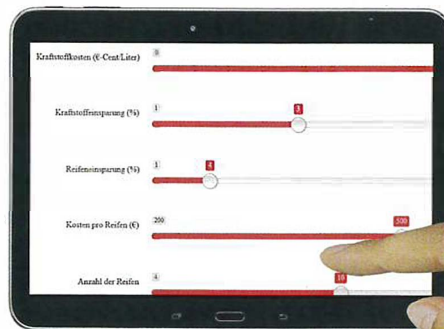 0
Kraftstoffkosten (€-Cent/Liter)
1 3
Kraftstoffeinsparung (%)
1 4
Reifeneinsparung (%)
200 500
Kosten pro Reifen (€)
4 10
Anzahl der Reifen